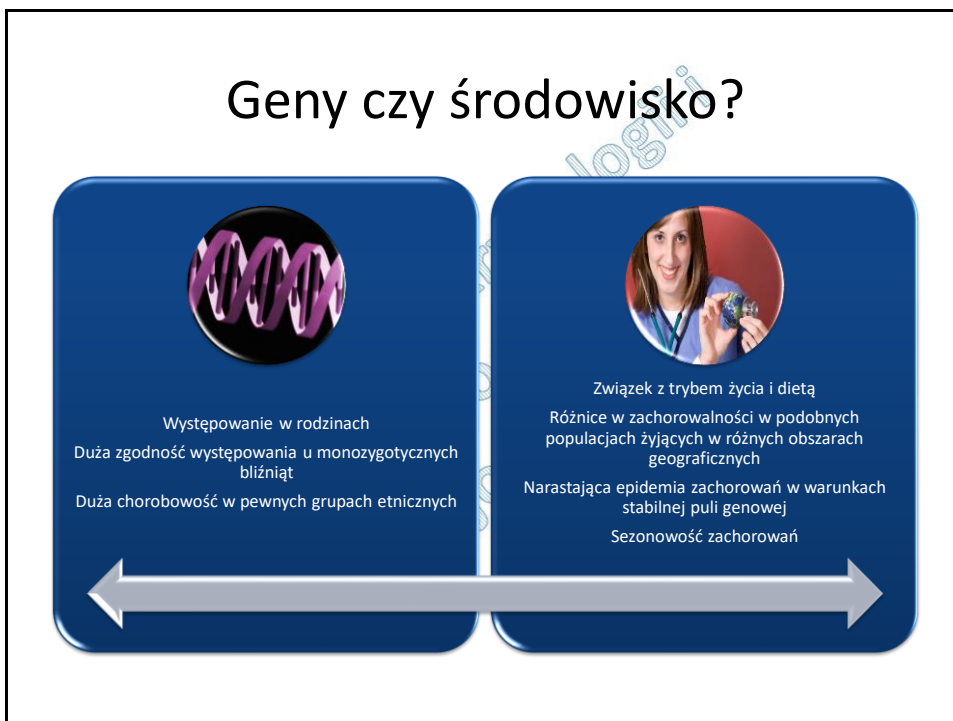 Geny czy środowisko?
Występowanie w rodzinach
Duża zgodność występowania u monozygotycznych
bliźniąt
Duża chorobowość w pewnych grupach etnicznych
Związek z trybem życia i dietą
Różnice w zachorowalności w podobnych
populacjach żyjących w różnych obszarach
geograficznych
Narastająca epidemia zachorowań w warunkach
stabilnej puli genowej
Sezonowość zachorowań